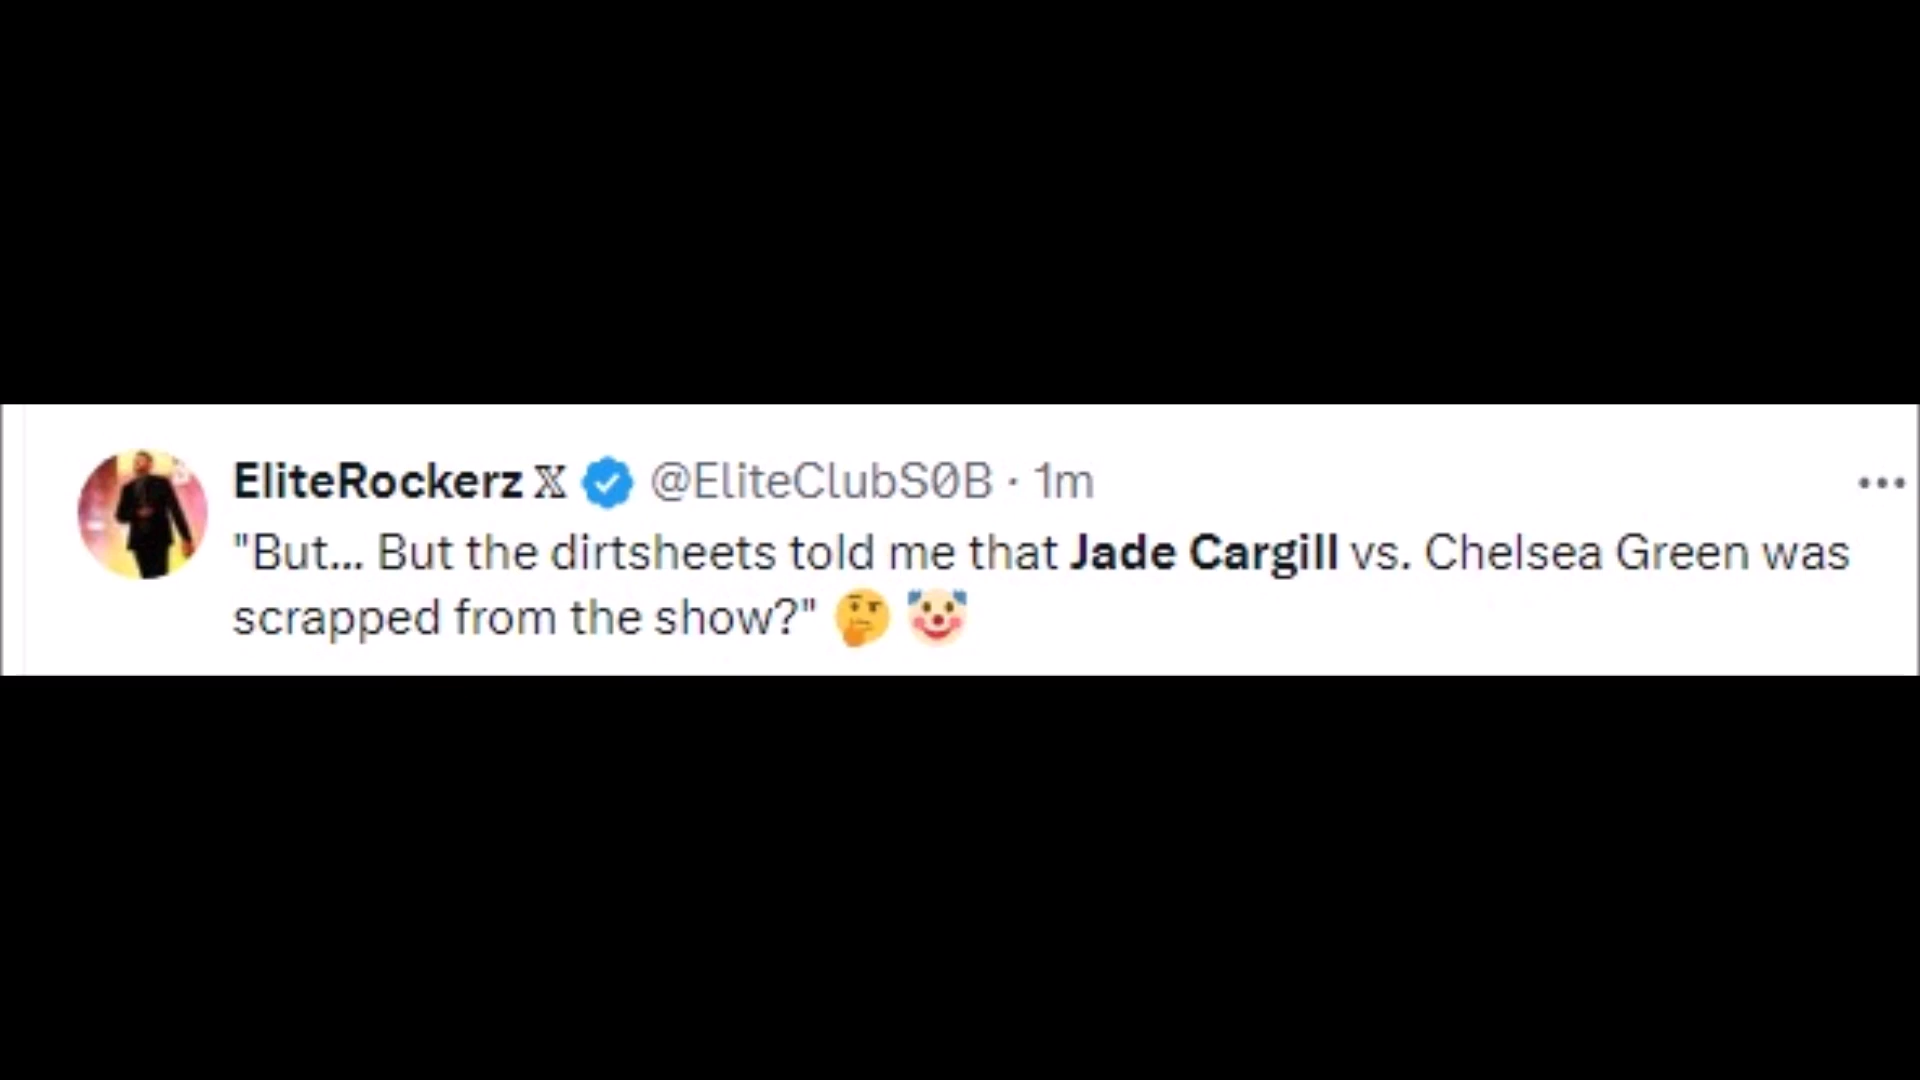 EliteRockerz 𝕏 @EliteClubS0B · 1m
"But... But the dirtsheets told me that Jade Cargill vs. Chelsea Green was
scrapped from the show?" 🤔 🤡